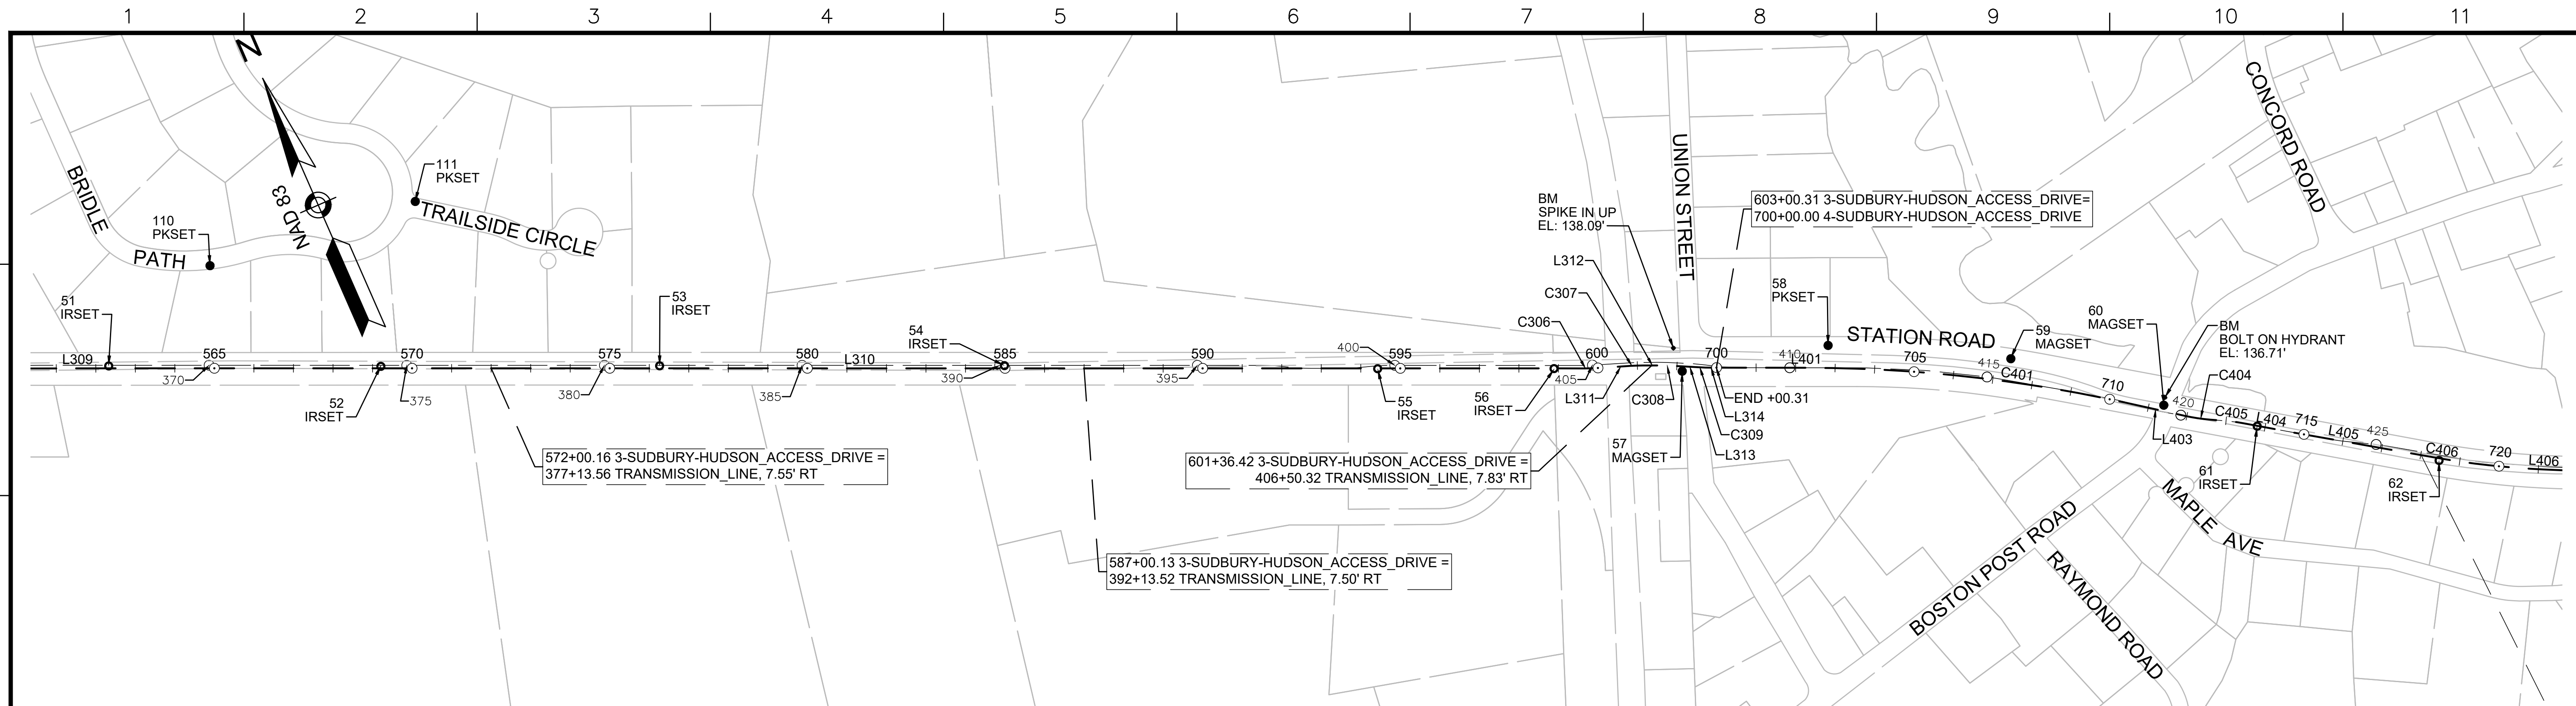 1 2 3 4 5 6 7 8 9 10 11
N
NAD 83
BRIDLE
PATH
TRAILSIDE CIRCLE
111
PKSET
110
PKSET
51
IRSET
L309
565
370
52
IRSET
570
375
575
380
53
IRSET
580
385
L310
54
IRSET
585
390
572+00.16 3-SUDBURY-HUDSON_ACCESS_DRIVE =
377+13.56 TRANSMISSION_LINE, 7.55' RT
590
395
587+00.13 3-SUDBURY-HUDSON_ACCESS_DRIVE =
392+13.52 TRANSMISSION_LINE, 7.50' RT
400
595
55
IRSET
56
IRSET
600
405
C306
C307
L312
BM
SPIKE IN UP
EL: 138.09'
UNION STREET
L311
C308
601+36.42 3-SUDBURY-HUDSON_ACCESS_DRIVE =
406+50.32 TRANSMISSION_LINE, 7.83' RT
57
MAGSET
603+00.31 3-SUDBURY-HUDSON_ACCESS_DRIVE=
700+00.00 4-SUDBURY-HUDSON_ACCESS_DRIVE
700
END +00.31
L314
C309
L313
58
PKSET
410
L401
STATION ROAD
705
59
MAGSET
415
C401
60
MAGSET
710
BM
BOLT ON HYDRANT
EL: 136.71'
C404
420
L403
C405
L404
61
IRSET
715
L405
425
C406
62
IRSET
720
L406
CONCORD ROAD
MAPLE AVE
BOSTON POST ROAD
RAYMOND ROAD